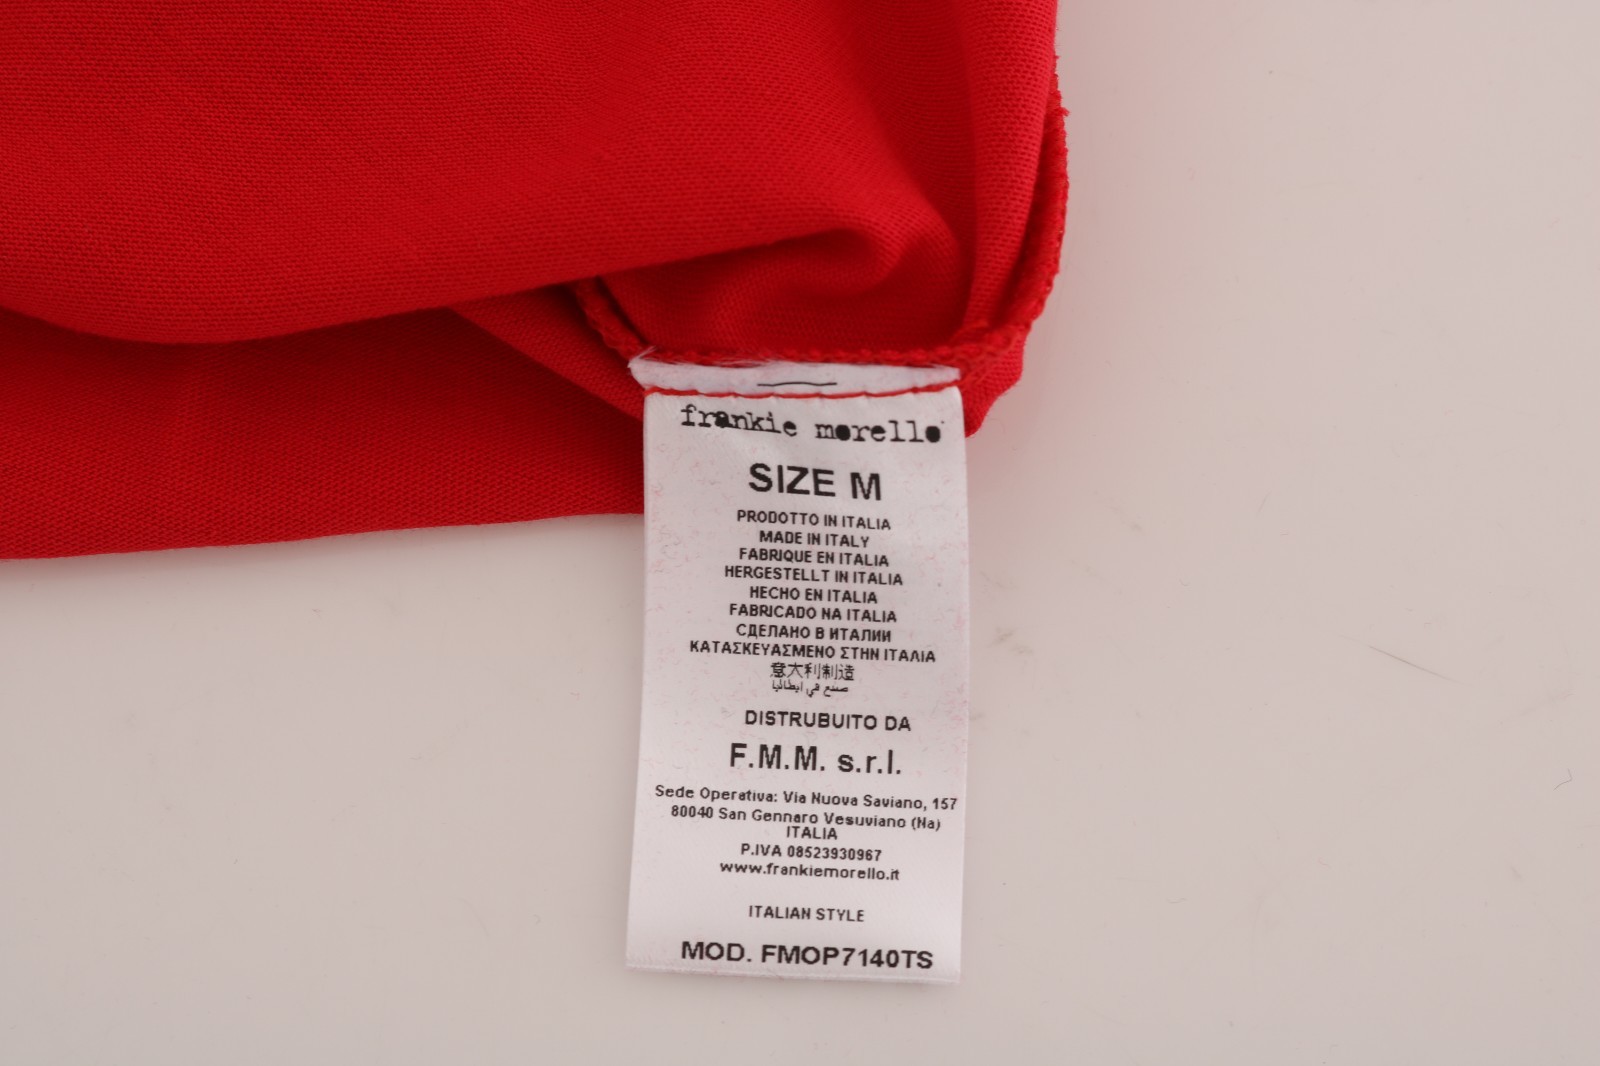 frankie morello
SIZE M
PRODOTTO IN ITALIA
MADE IN ITALY
FABRIQUE EN ITALIA
HERGESTELLT IN ITALIA
HECHO EN ITALIA
FABRICADO NA ITALIA
СДЕЛАНО В ИТАЛИИ
ΚΑΤΑΣΚΕΥΑΣΜΕΝΟ ΣΤΗΝ ΙΤΑΛΙΑ
意大利制造
صنع في ايطاليا
DISTRUBUITO DA
F.M.M. s.r.l.
Sede Operativa: Via Nuova Saviano, 157
80040 San Gennaro Vesuviano (Na)
ITALIA
P.IVA 08523930967
www.frankiemorello.it
ITALIAN STYLE
MOD. FMOP7140TS